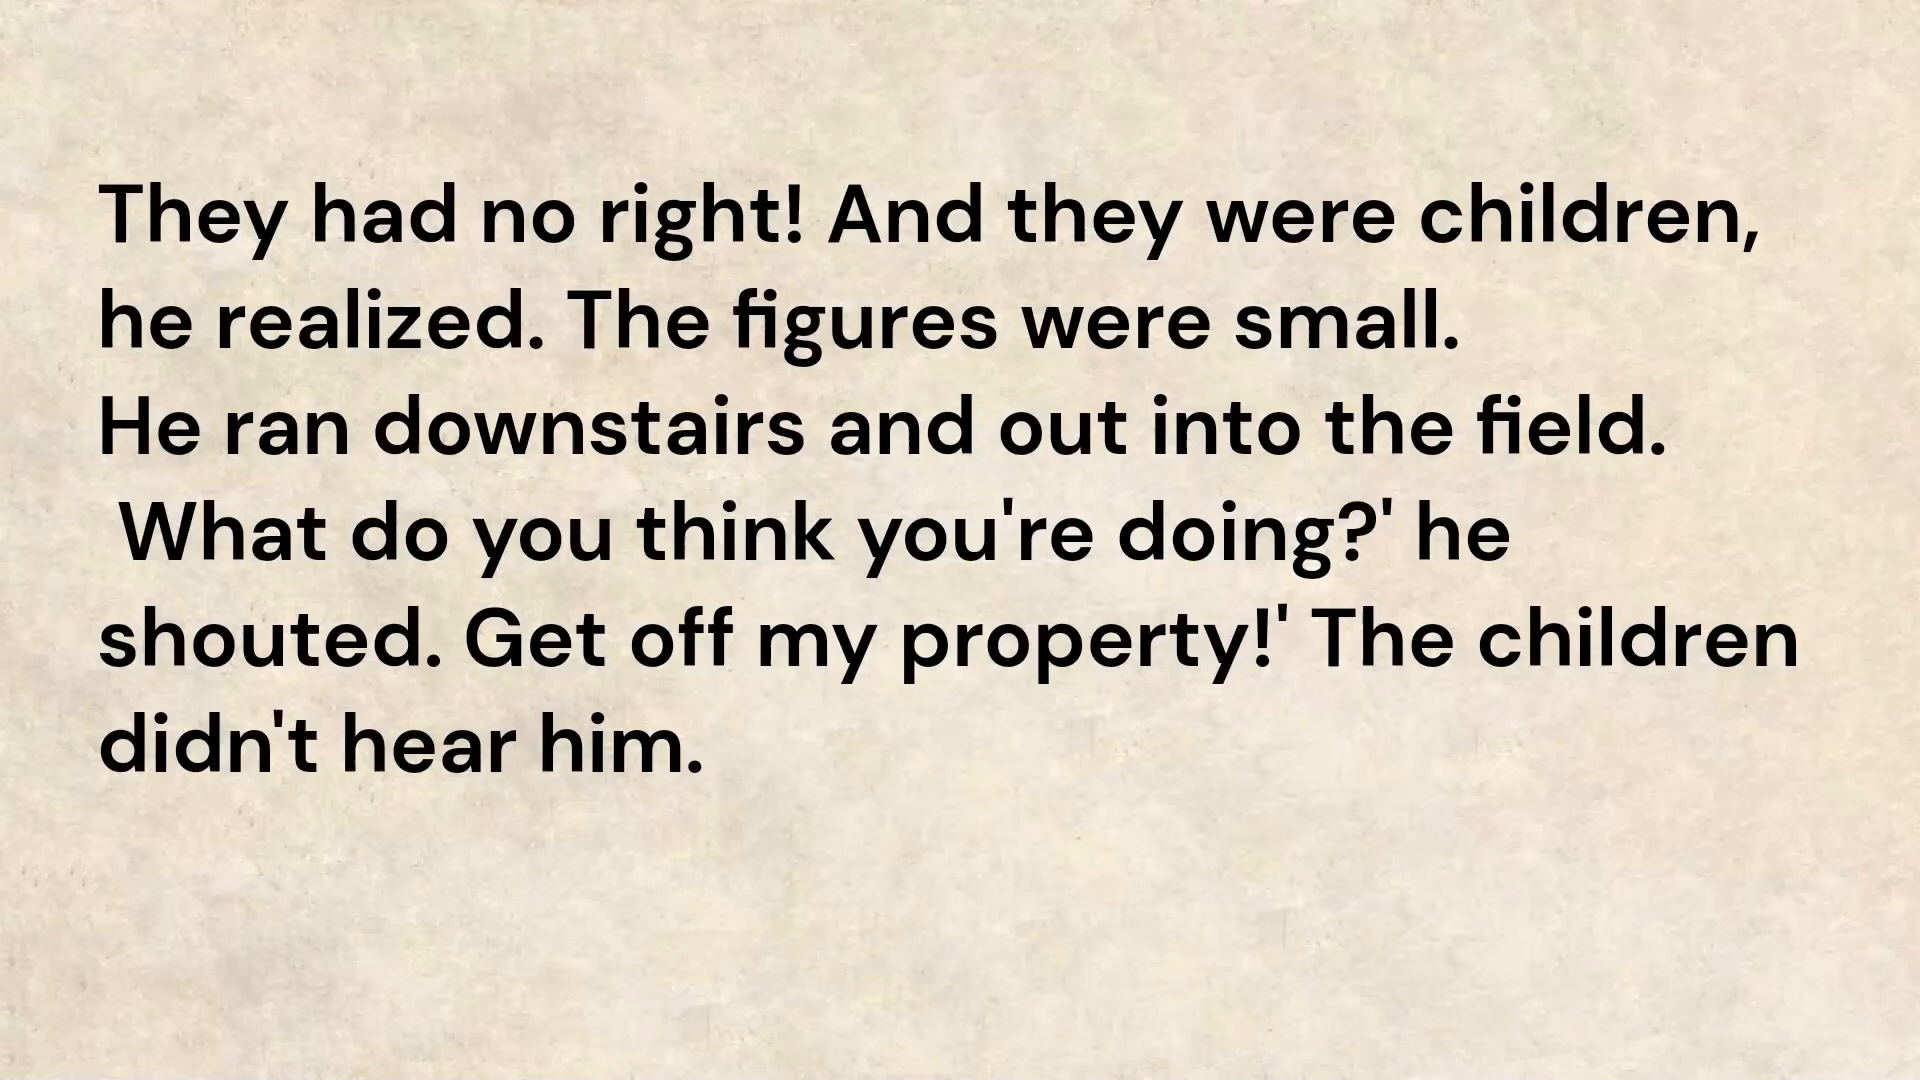 They had no right! And they were children,
he realized. The figures were small.
He ran downstairs and out into the field.
What do you think you're doing?' he
shouted. Get off my property!' The children
didn't hear him.